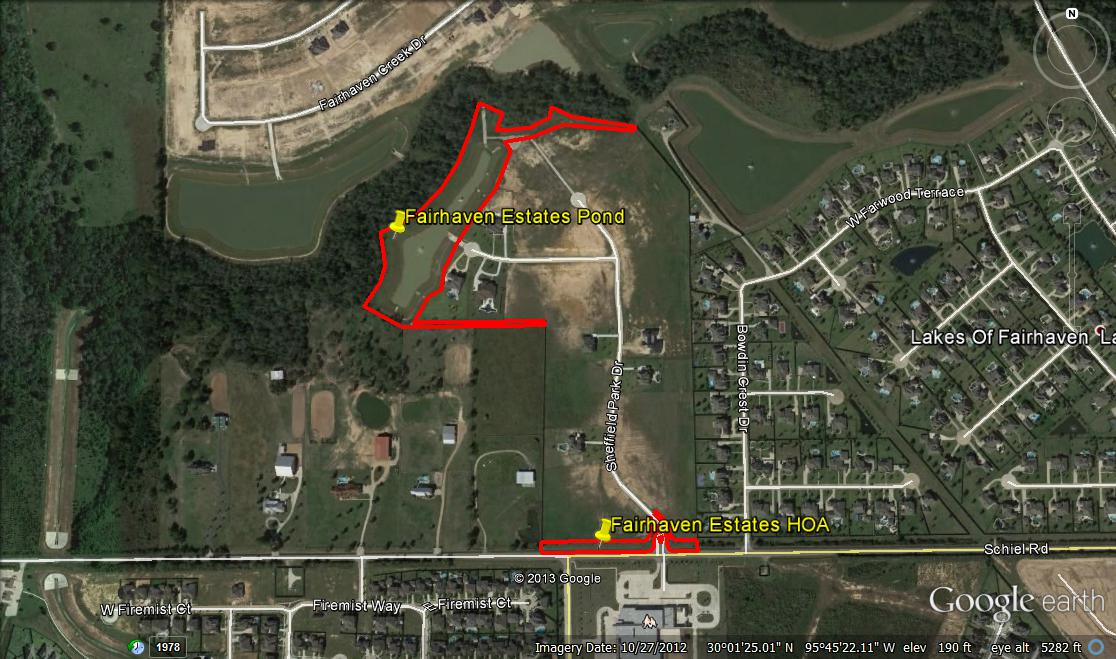 N
Fairhaven Creek Dr
W Farwood Terrace
Fairhaven Estates Pond
Lakes Of Fairhaven
Bowdin Crest Dr
Sheffield Park Dr
Fairhaven Estates HOA
Schiel Rd
© 2013 Google
W Firemist Ct
Firemist Way
Firemist Ct
Google earth
1978
Imagery Date: 10/27/2012 30°01'25.01" N 95°45'22.11" W elev 190 ft eye alt 5282 ft